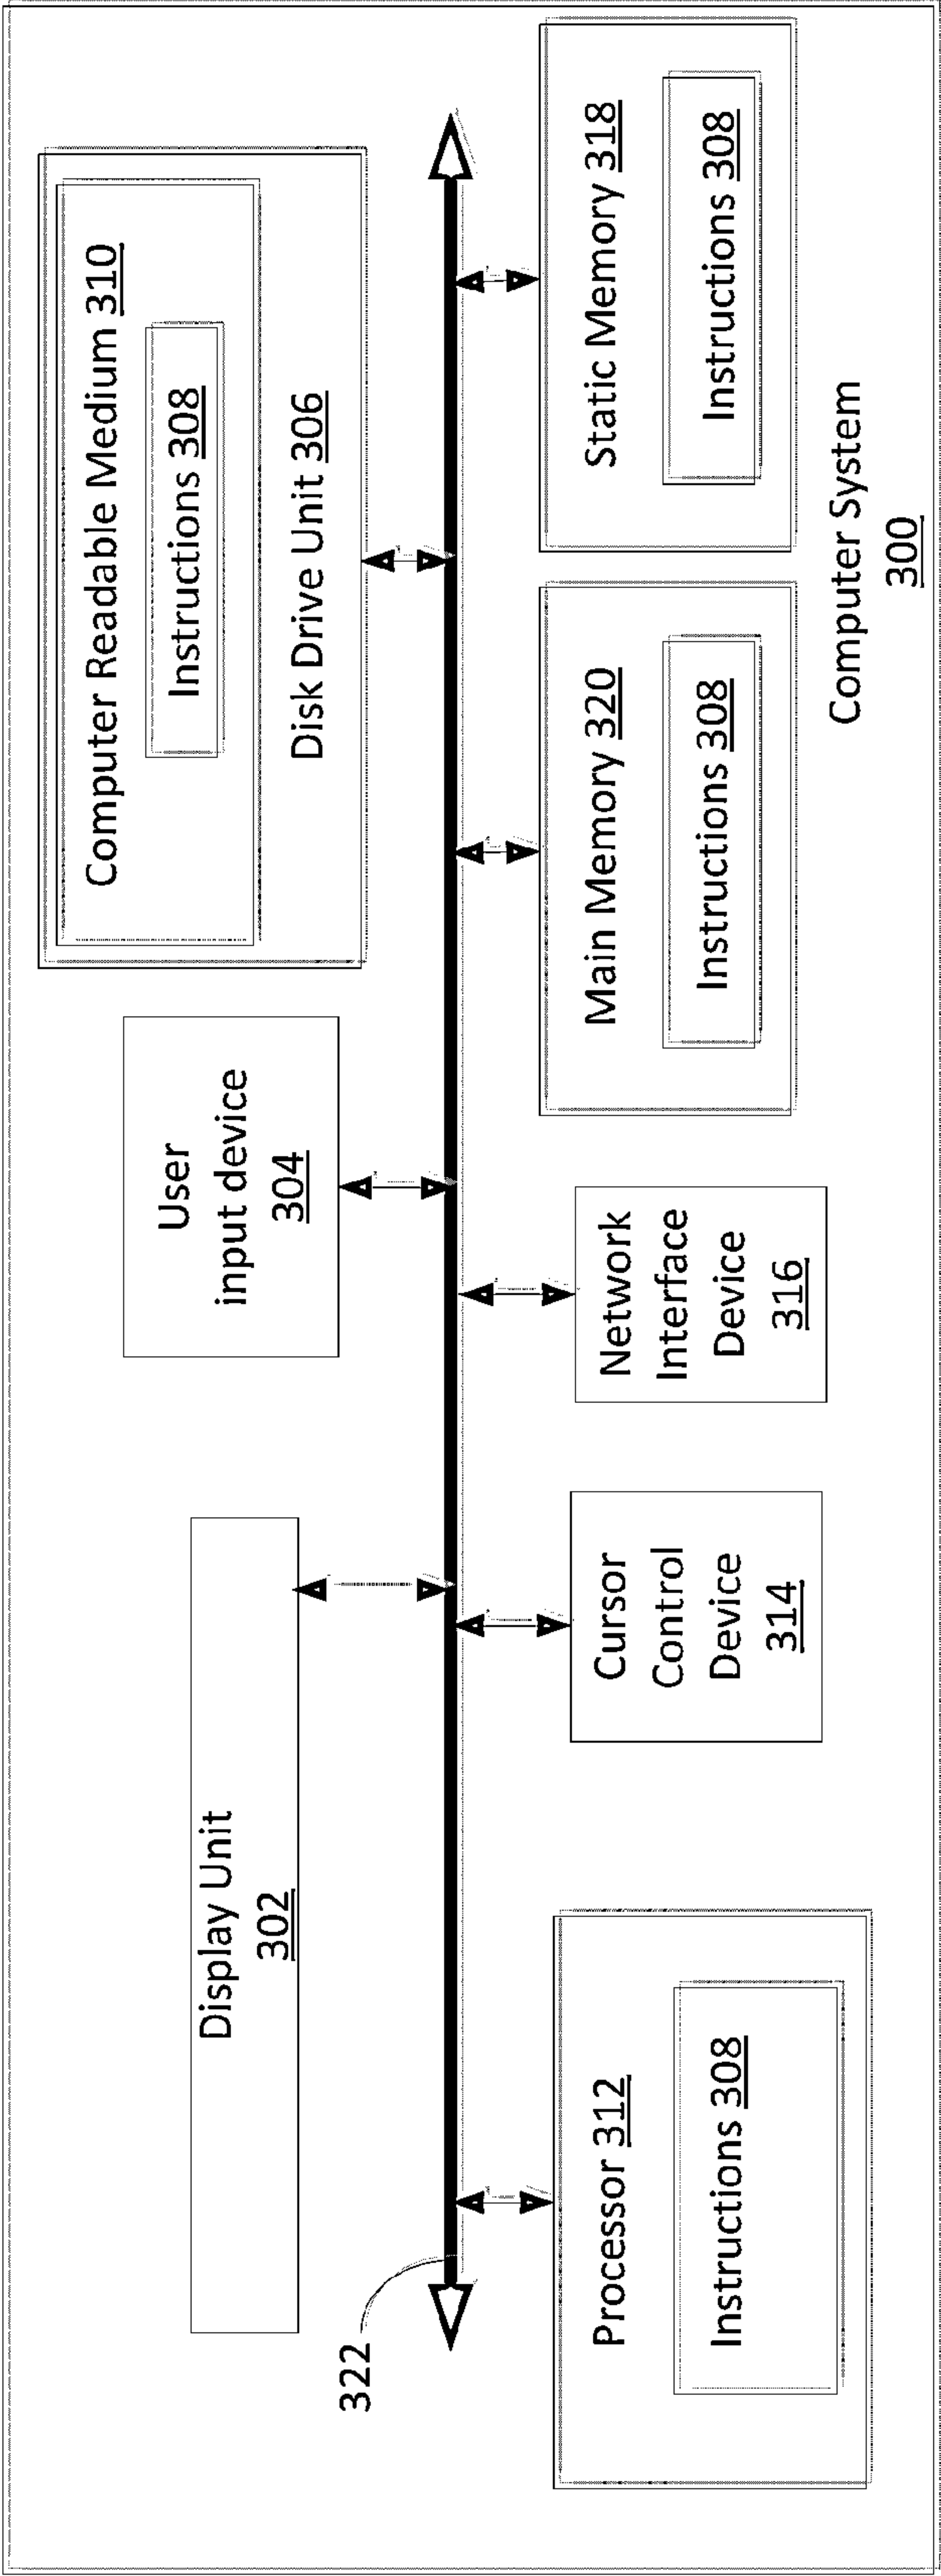 Display Unit
302
User
input device
304
Computer Readable Medium 310
Instructions 308
Disk Drive Unit 306
322
Processor 312
Instructions 308
Cursor
Control
Device
314
Network
Interface
Device
316
Main Memory 320
Instructions 308
Static Memory 318
Instructions 308
Computer System
300